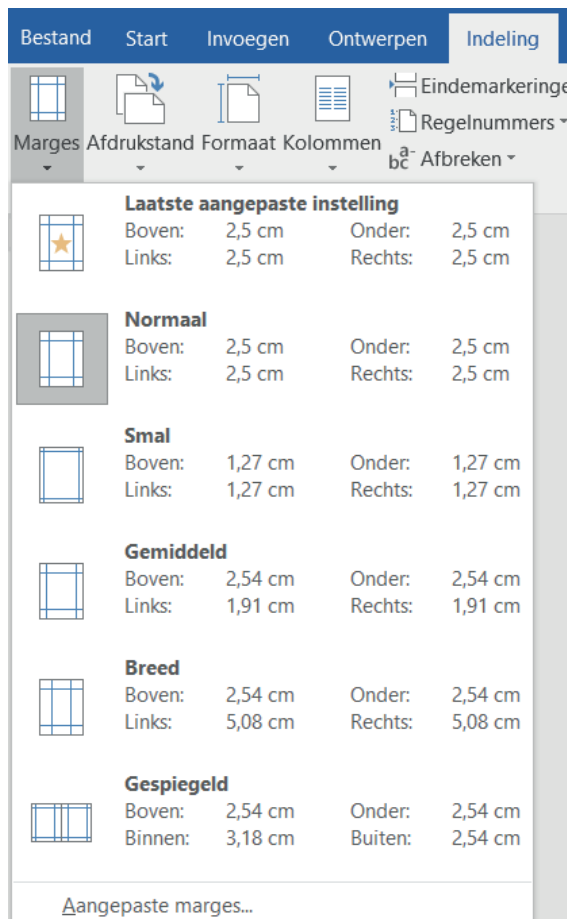 Bestand Start Invoegen Ontwerpen Indeling
Marges Afdrukstand Formaat Kolommen
Eindemarkeringe
Regelnummers
Afbreken
Laatste aangepaste instelling
Boven: 2,5 cm Onder: 2,5 cm
Links: 2,5 cm Rechts: 2,5 cm
Normaal
Boven: 2,5 cm Onder: 2,5 cm
Links: 2,5 cm Rechts: 2,5 cm
Smal
Boven: 1,27 cm Onder: 1,27 cm
Links: 1,27 cm Rechts: 1,27 cm
Gemiddeld
Boven: 2,54 cm Onder: 2,54 cm
Links: 1,91 cm Rechts: 1,91 cm
Breed
Boven: 2,54 cm Onder: 2,54 cm
Links: 5,08 cm Rechts: 5,08 cm
Gespiegeld
Boven: 2,54 cm Onder: 2,54 cm
Binnen: 3,18 cm Buiten: 2,54 cm
Aangepaste marges...